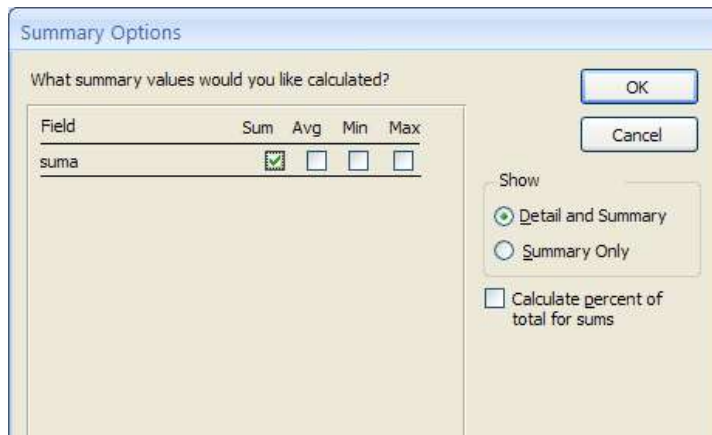 Summary Options
What summary values would you like calculated?
OK
Cancel
Field Sum Avg Min Max
suma
Show
Detail and Summary
Summary Only
Calculate percent of
total for sums